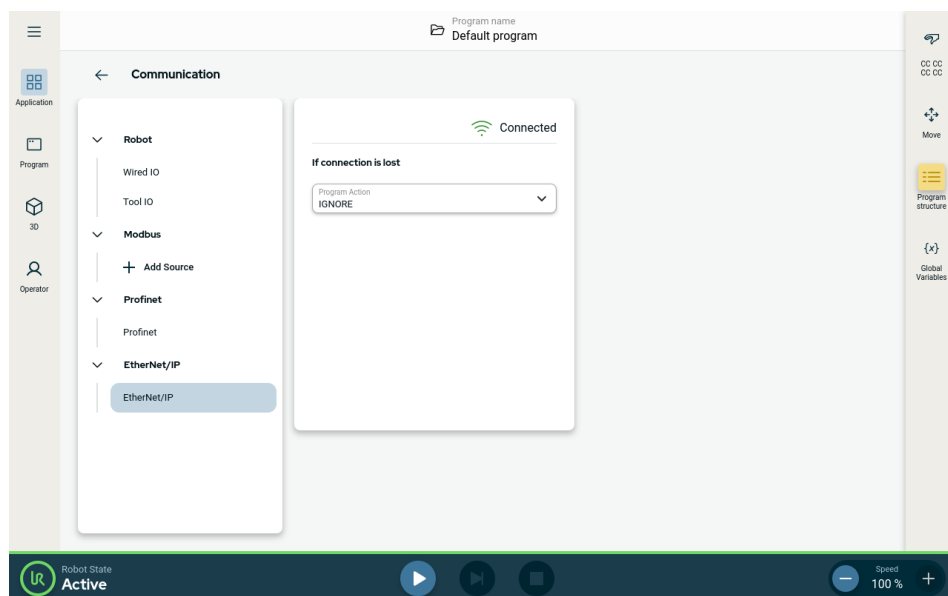 Program name
Default program
Application
Program
3D
Operator
Communication
Robot
Wired IO
Tool IO
Modbus
Add Source
Profinet
Profinet
EtherNet/IP
EtherNet/IP
Connected
If connection is lost
Program Action
IGNORE
CC CC
CC CC
Move
Program
structure
{x}
Global
Variables
UR
Robot State
Active
Speed
100 %